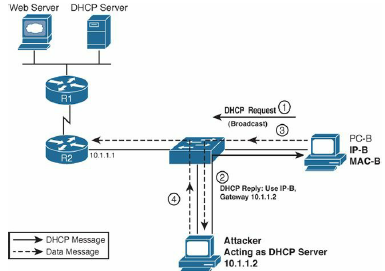 Web Server
DHCP Server
R1
DHCP Request
1
(Broadcast)
3
PC-B
IP-B
MAC-B
R2
10.1.1.1
2
DHCP Reply: Use IP-B,
Gateway 10.1.1.2
4
DHCP Message
Data Message
Attacker
Acting as DHCP Server
10.1.1.2